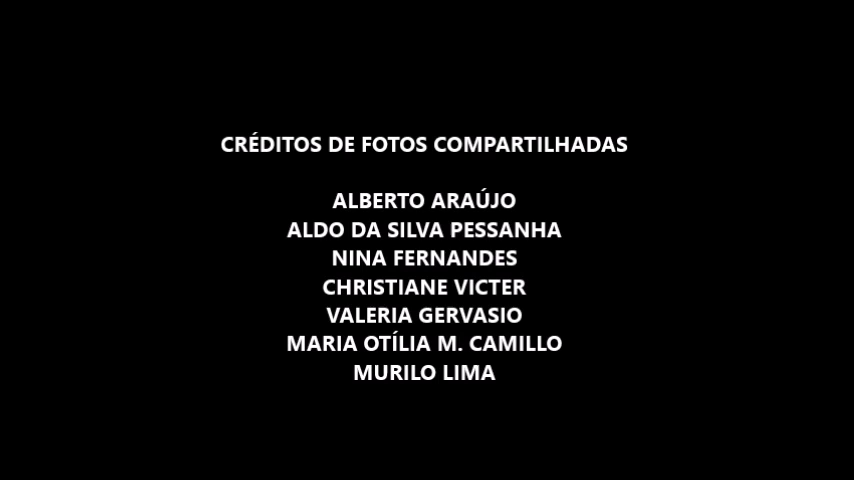 CRÉDITOS DE FOTOS COMPARTILHADAS
ALBERTO ARAÚJO
ALDO DA SILVA PESSANHA
NINA FERNANDES
CHRISTIANE VICTER
VALERIA GERVASIO
MARIA OTÍLIA M. CAMILLO
MURILO LIMA